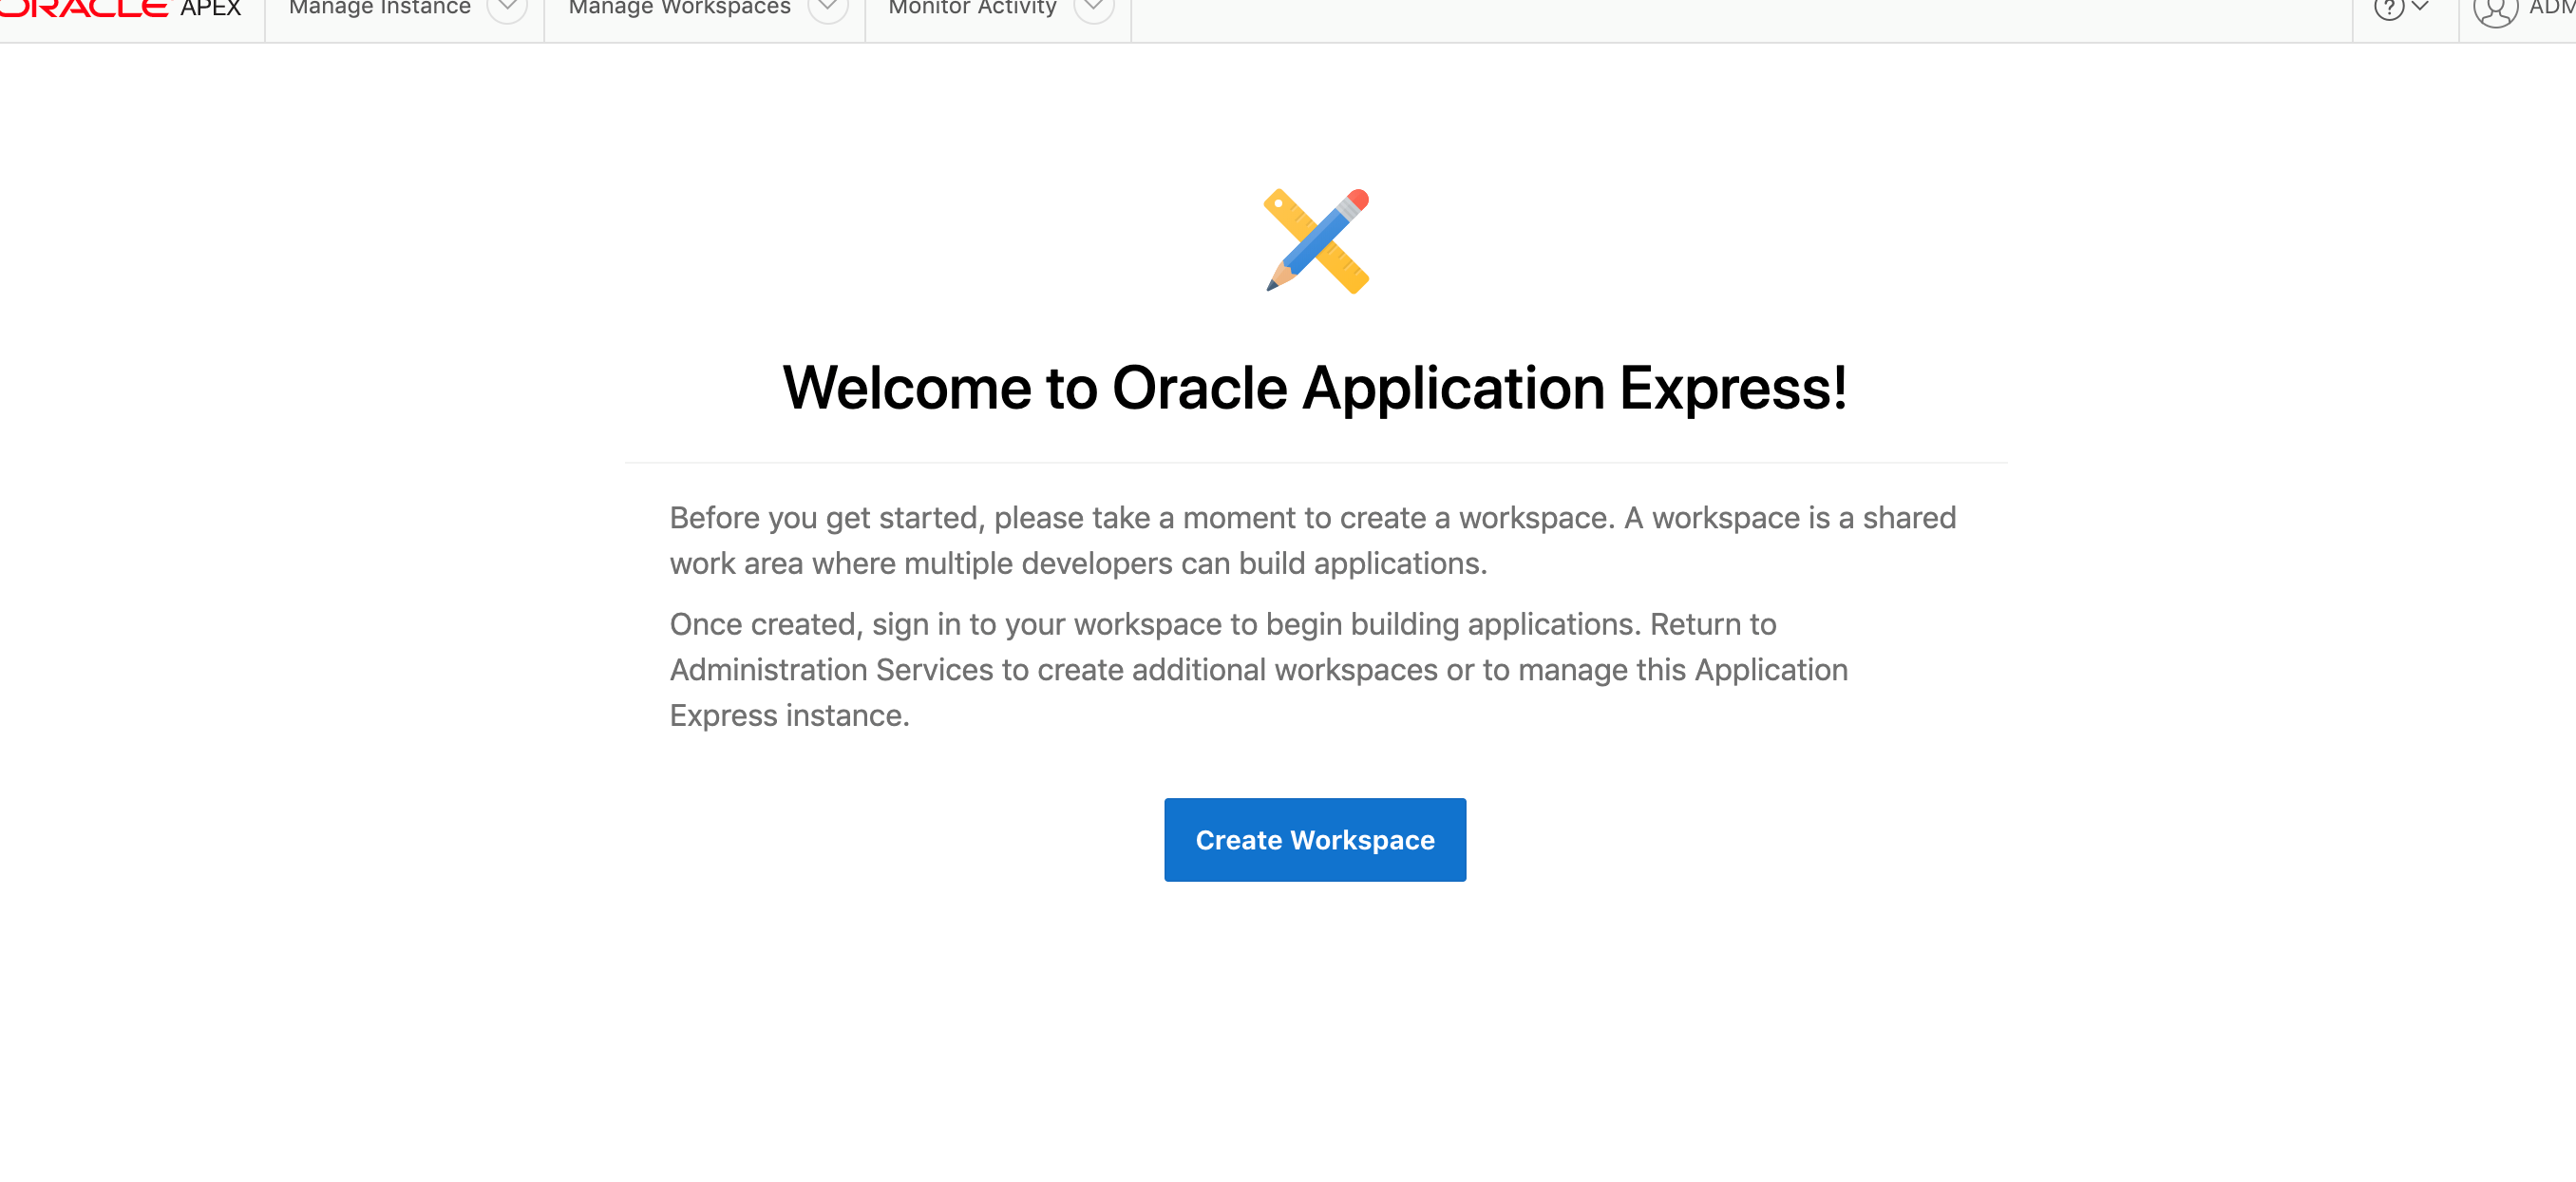 ORACLE APEX Manage Instance Manage Workspaces Monitor Activity ? ADM
Welcome to Oracle Application Express!
Before you get started, please take a moment to create a workspace. A workspace is a shared
work area where multiple developers can build applications.
Once created, sign in to your workspace to begin building applications. Return to
Administration Services to create additional workspaces or to manage this Application
Express instance.
Create Workspace